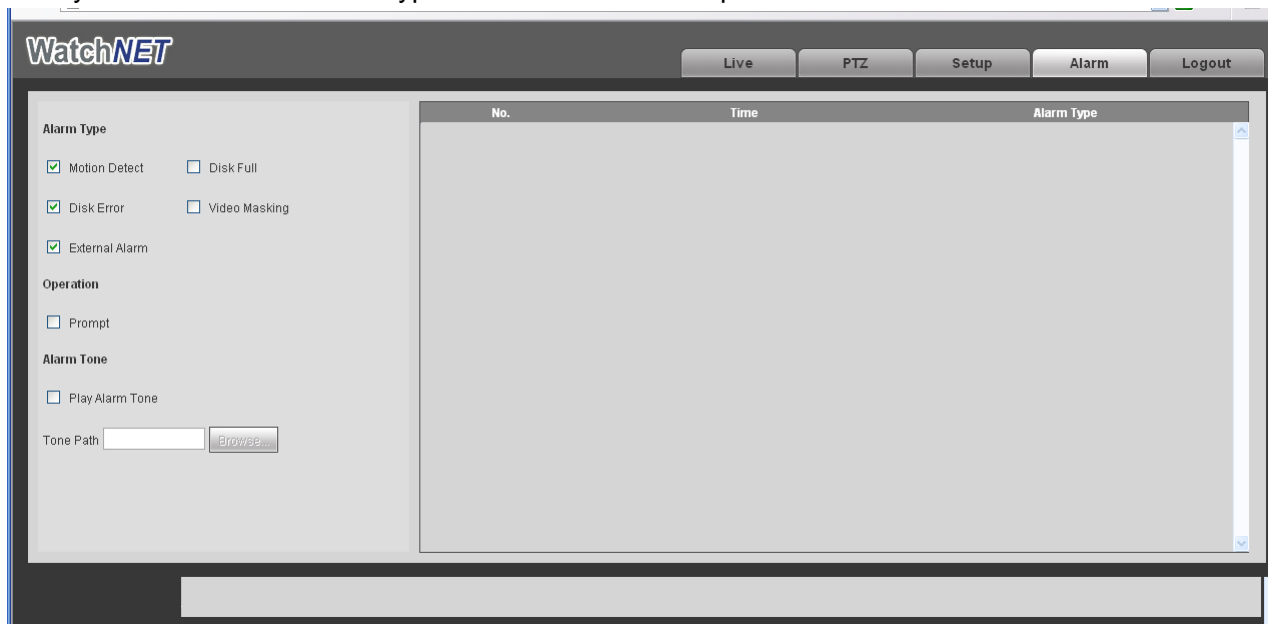 WatchNET
Live PTZ Setup Alarm Logout
Alarm Type
Motion Detect Disk Full
Disk Error Video Masking
External Alarm
Operation
Prompt
Alarm Tone
Play Alarm Tone
Tone Path Browse...
No. Time Alarm Type